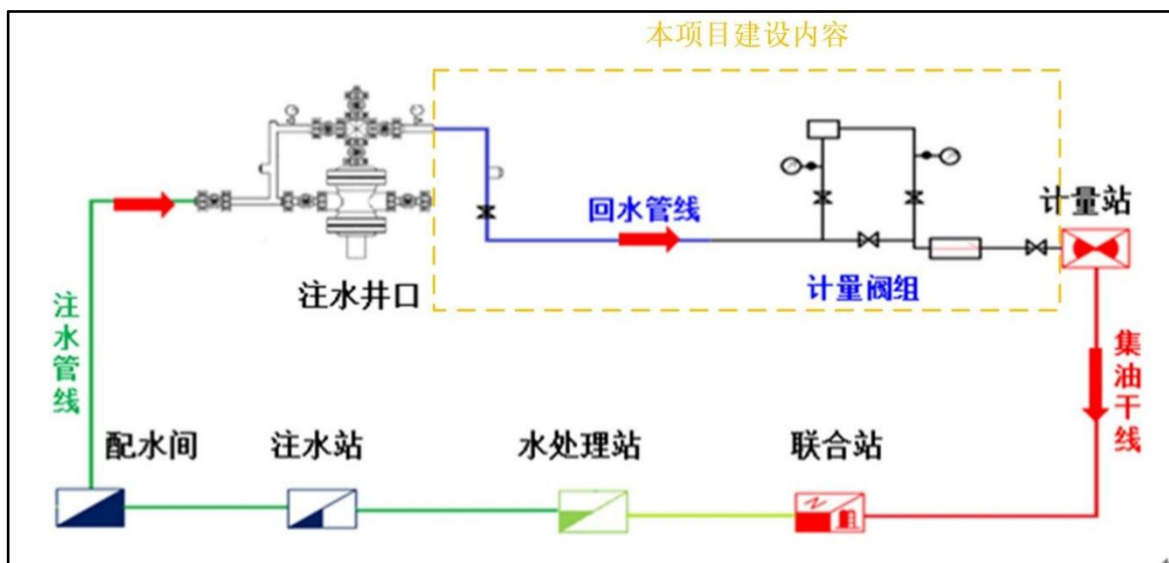 本项目建设内容
回水管线
计量站
注水井口
计量阀组
注水管线
集油干线
配水间
注水站
水处理站
联合站